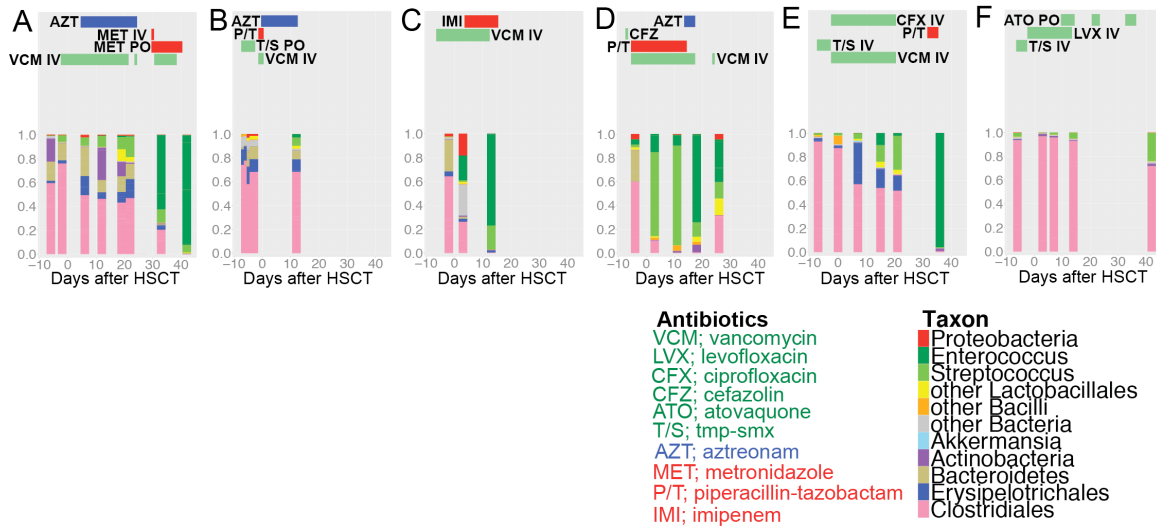 A
AZT
MET IV
MET PO
VCM IV
1.0
0.8
0.6
0.4
0.2
0.0
−10 0 10 20 30 40
Days after HSCT
B
AZT
P/T
T/S PO
VCM IV
1.0
0.8
0.6
0.4
0.2
0.0
−10 0 10 20 30 40
Days after HSCT
C
IMI
VCM IV
1.0
0.8
0.6
0.4
0.2
0.0
−10 0 10 20 30 40
Days after HSCT
D
AZT
CFZ
P/T
VCM IV
1.0
0.8
0.6
0.4
0.2
0.0
−10 0 10 20 30 40
Days after HSCT
E
CFX IV
P/T
T/S IV
VCM IV
1.0
0.8
0.6
0.4
0.2
0.0
−10 0 10 20 30 40
Days after HSCT
F
ATO PO
LVX IV
T/S IV
1.0
0.8
0.6
0.4
0.2
0.0
−10 0 10 20 30 40
Days after HSCT
Antibiotics
VCM; vancomycin
LVX; levofloxacin
CFX; ciprofloxacin
CFZ; cefazolin
ATO; atovaquone
T/S; tmp-smx
AZT; aztreonam
MET; metronidazole
P/T; piperacillin-tazobactam
IMI; imipenem
Taxon
Proteobacteria
Enterococcus
Streptococcus
other Lactobacillales
other Bacilli
other Bacteria
Akkermansia
Actinobacteria
Bacteroidetes
Erysipelotrichales
Clostridiales